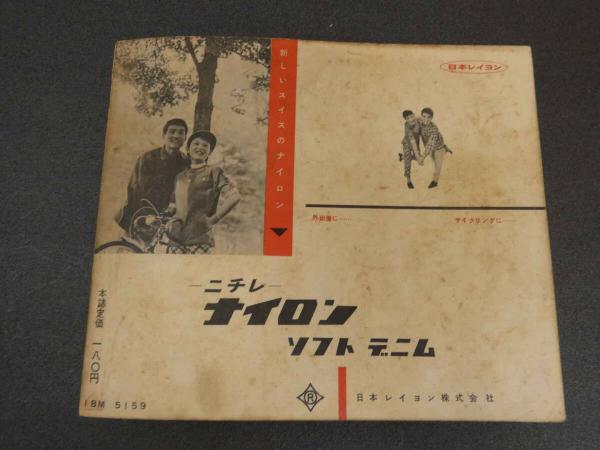 新しいスイスのナイロン
日本レイヨン
外出着に……
サイクリングに……
―ニチレ―
ナイロン
ソフト デニム
本誌定価 一八〇円
IBM 5159
R
日本レイヨン株式会社